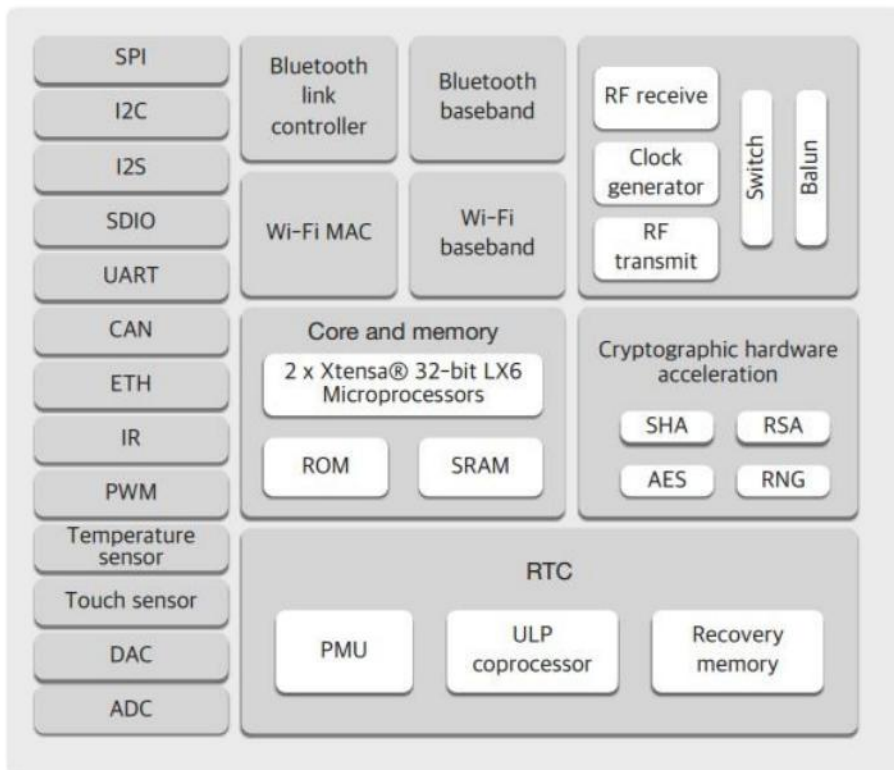 SPI
I2C
I2S
SDIO
UART
CAN
ETH
IR
PWM
Temperature
sensor
Touch sensor
DAC
ADC
Bluetooth
link
controller
Bluetooth
baseband
Wi-Fi MAC
Wi-Fi
baseband
RF receive
Clock
generator
RF
transmit
Switch
Balun
Core and memory
2 x Xtensa® 32-bit LX6
Microprocessors
ROM
SRAM
Cryptographic hardware
acceleration
SHA
RSA
AES
RNG
RTC
PMU
ULP
coprocessor
Recovery
memory